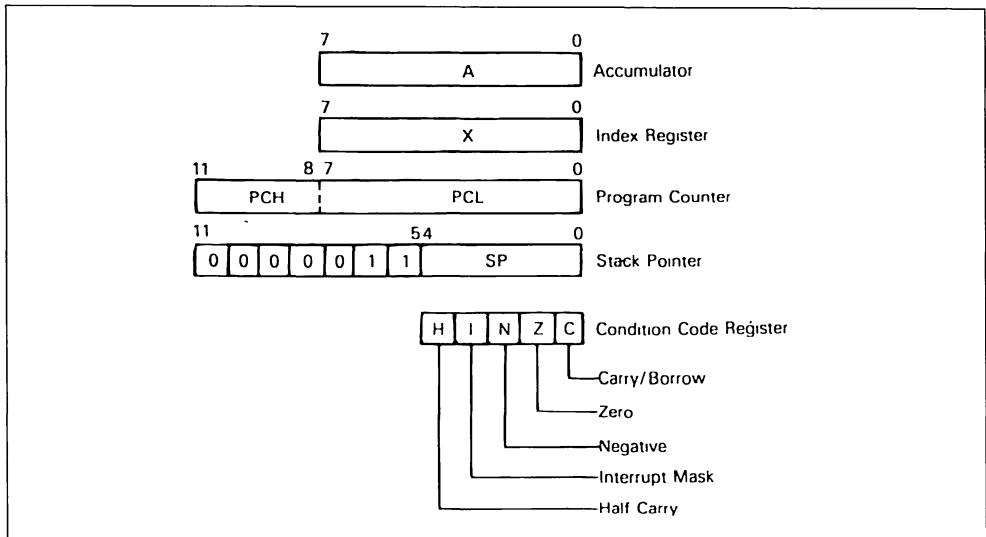 7 0
A Accumulator
7 0
X Index Register
11 8 7 0
PCH PCL Program Counter
11 5 4 0
0 0 0 0 0 1 1 SP Stack Pointer
H I N Z C Condition Code Register
Carry/Borrow
Zero
Negative
Interrupt Mask
Half Carry